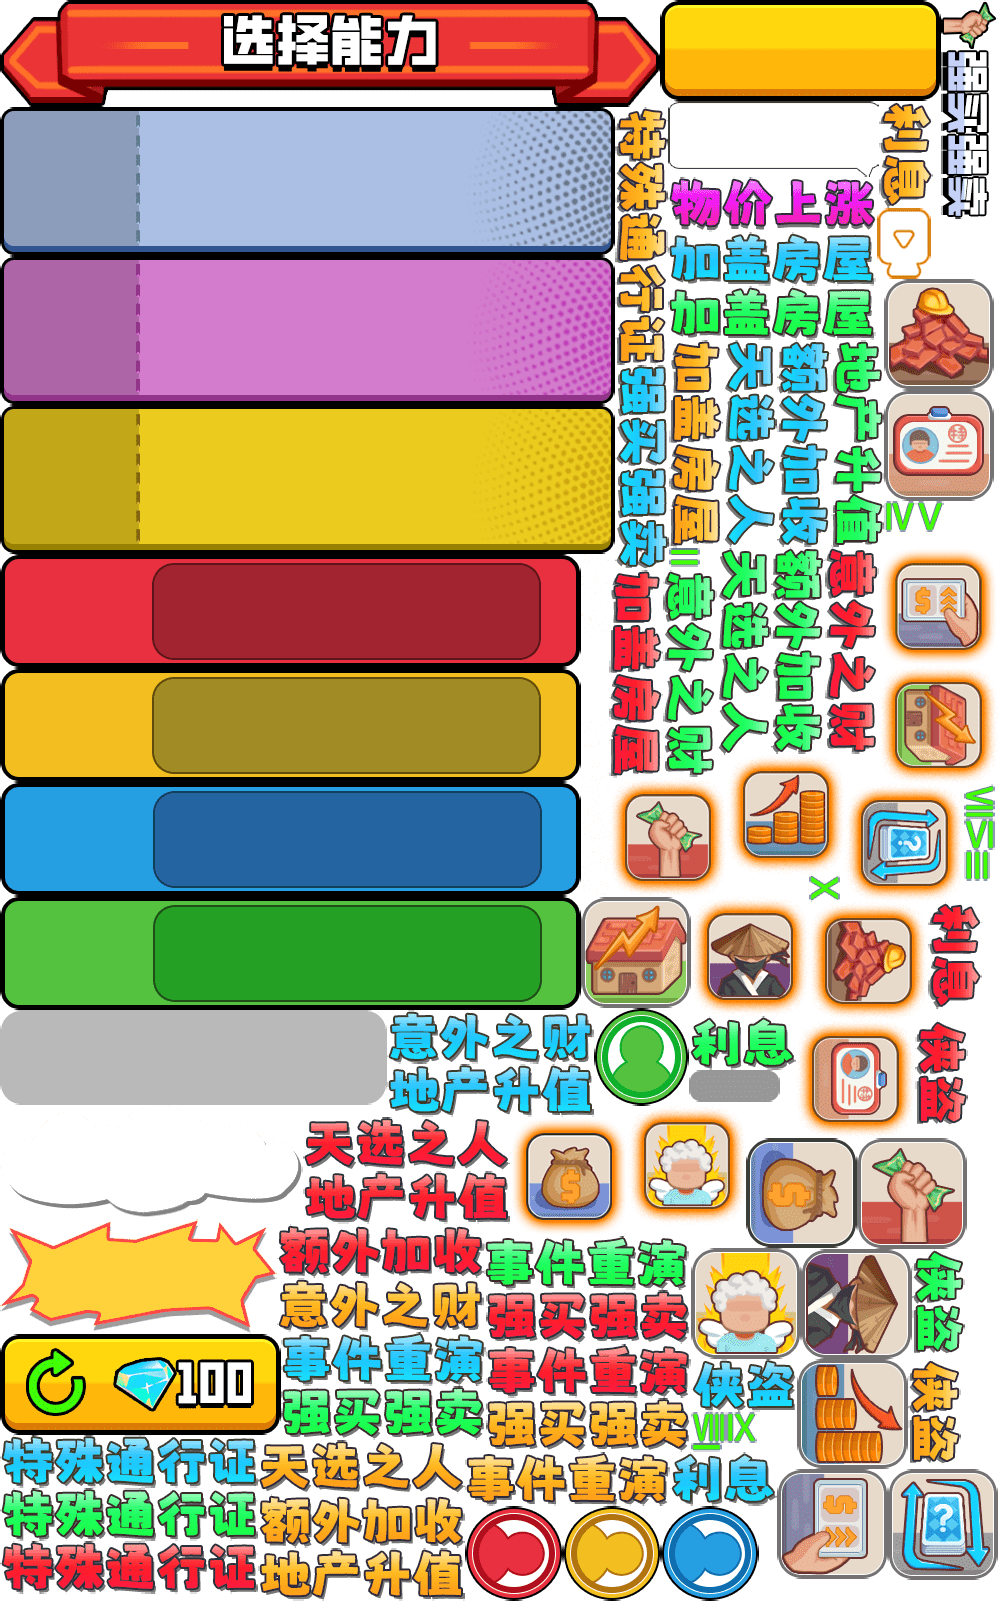 选择能力
强买强卖
利息
特殊通行证
物价上涨
加盖房屋
加盖房屋
强买强卖
加盖房屋
天选之人
额外加收
地产升值
IV
V
II
加盖房屋
意外之财
天选之人
额外加收
意外之财
VII
VI
III
X
利息
意外之财
地产升值
利息
侠盗
天选之人
地产升值
额外加收
意外之财
事件重演
强买强卖
侠盗
事件重演
强买强卖
事件重演
强买强卖
侠盗
侠盗
VIII
IX
100
特殊通行证
特殊通行证
特殊通行证
天选之人
额外加收
地产升值
事件重演
利息